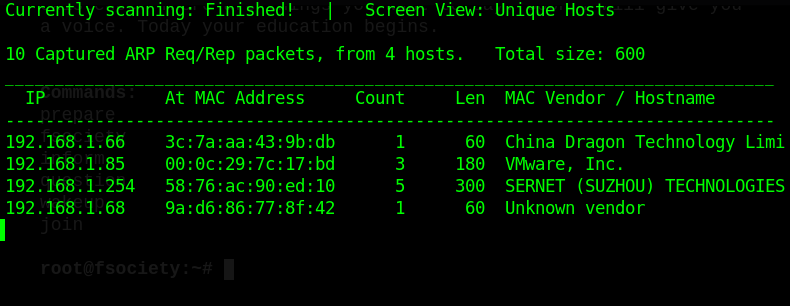 Currently scanning: Finished!   |   Screen View: Unique Hosts
a voice. Today your education begins.
10 Captured ARP Req/Rep packets, from 4 hosts.   Total size: 600
Commands:
IP            At MAC Address     Count     Len  MAC Vendor / Hostname
prepare
-----------------------------------------------------------------------------
192.168.1.66    3c:7a:aa:43:9b:db      1      60  China Dragon Technology Limi
192.168.1.85    00:0c:29:7c:17:bd      3     180  VMware, Inc.
192.168.1.254   58:76:ac:90:ed:10      5     300  SERNET (SUZHOU) TECHNOLOGIES
192.168.1.68    9a:d6:86:77:8f:42      1      60  Unknown vendor
join
root@fsociety:~#